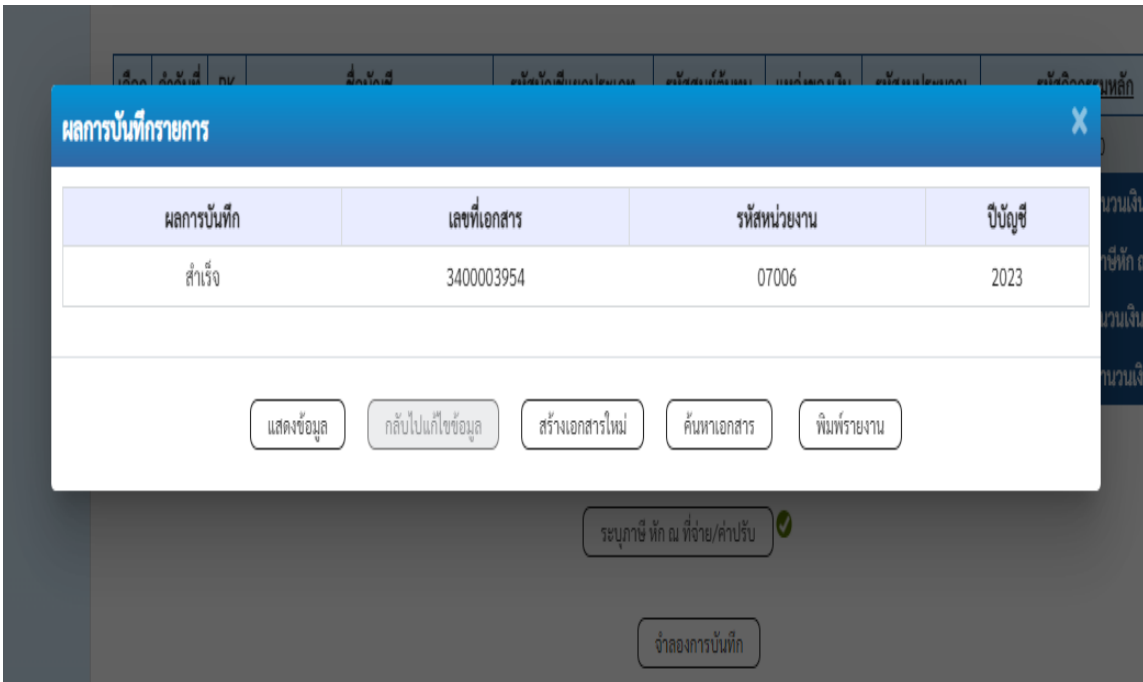 มหลัก
ผลการบันทึกรายการ
X
ผลการบันทึก เลขที่เอกสาร รหัสหน่วยงาน ปีบัญชี
สำเร็จ 3400003954 07006 2023
แสดงข้อมูล กลับไปแก้ไขข้อมูล สร้างเอกสารใหม่ ค้นหาเอกสาร พิมพ์รายงาน
ระบุภาษี หัก ณ ที่จ่าย/ค่าปรับ
จำลองการบันทึก